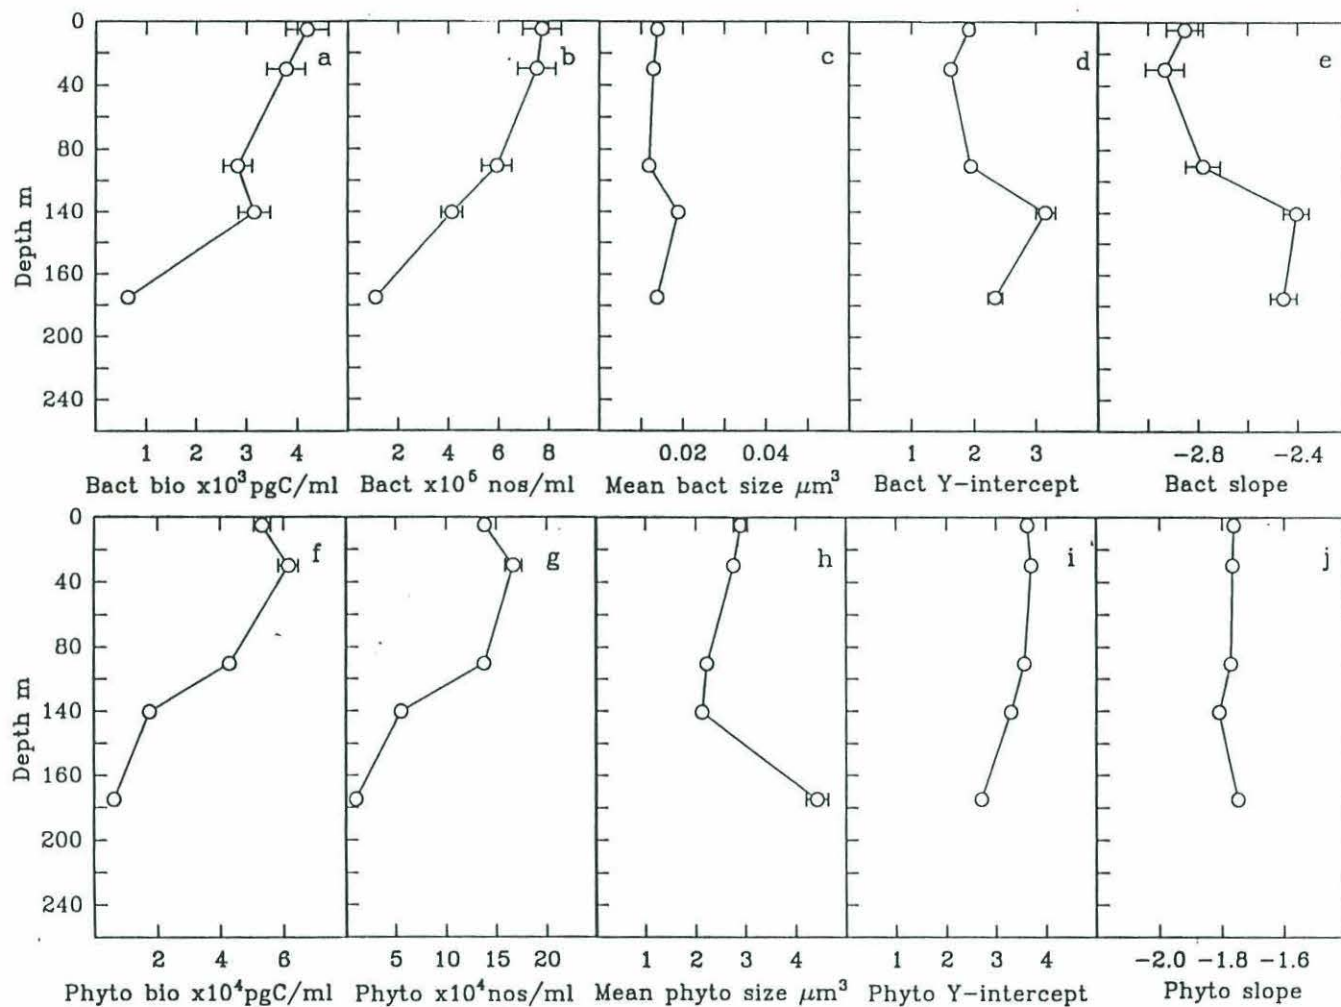 0
40
80
140
160
200
240
Depth m
a
b
c
d
e
1 2 3 4
2 4 6 8
0.02 0.04
1 2 3
-2.8 -2.4
Bact bio x10³pgC/ml
Bact x10⁵ nos/ml
Mean bact size μm³
Bact Y-intercept
Bact slope
0
40
80
140
160
200
240
Depth m
f
g
h
i
j
2 4 6
5 10 15 20
1 2 3 4
1 2 3 4
-2.0 -1.8 -1.6
Phyto bio x10⁴pgC/ml
Phyto x10⁴nos/ml
Mean phyto size μm³
Phyto Y-intercept
Phyto slope